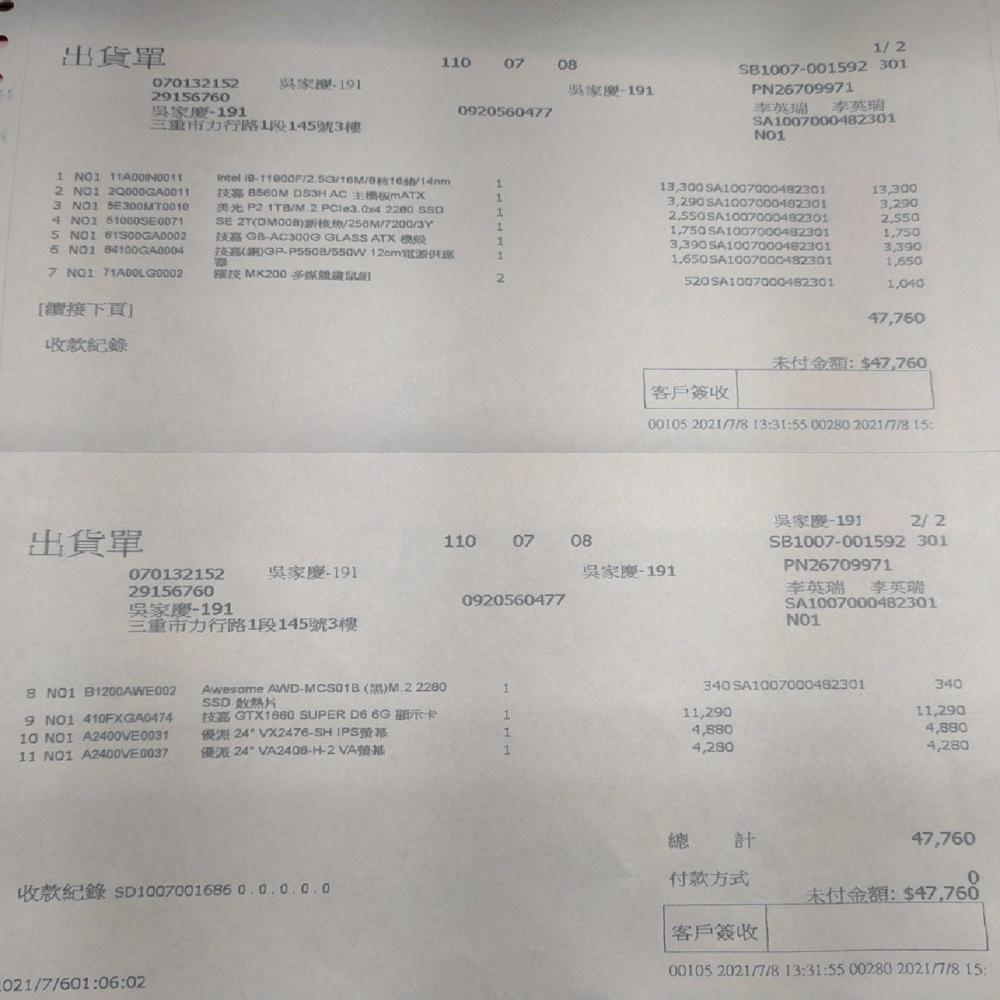 出貨單
110 07 08
1/ 2
SB1007-001592 301
070132152 吳家慶-191
吳家慶-191
PN26709971
29156760
吳家慶-191
0920560477
李英瑞 李英瑞
三重市力行路1段145號3樓
SA1007000482301
N01
1 N01 11A00IN0011 Intel i9-11900F/2.5G/16M/8核16緒/14nm 1 13,300 SA1007000482301 13,300
2 N01 2Q000GA0011 技嘉 B560M DS3H AC 主機板mATX 1 3,290 SA1007000482301 3,290
3 N01 5E300MT0010 美光 P2 1TB/M.2 PCIe3.0x4 2280 SSD 1 2,550 SA1007000482301 2,550
4 N01 51000SE0071 SE 2T(DM008)新梭魚/256M/7200/3Y 1 1,750 SA1007000482301 1,750
5 N01 61S00GA0002 技嘉 GB-AC300G GLASS ATX 機殼 1 3,390 SA1007000482301 3,390
6 N01 64100GA0004 技嘉(銅)GP-P550B/550W 12cm電源供應 1 1,650 SA1007000482301 1,650
器
7 N01 71A00LG0002 羅技 MK200 多媒體鍵鼠組 2 520 SA1007000482301 1,040
[續接下頁]
47,760
收款紀錄
未付金額: $47,760
客戶簽收
00105 2021/7/8 13:31:55 00280 2021/7/8 15:
吳家慶-191 2/ 2
出貨單
110 07 08
SB1007-001592 301
070132152 吳家慶-191
吳家慶-191
PN26709971
29156760
吳家慶-191
0920560477
李英瑞 李英瑞
三重市力行路1段145號3樓
SA1007000482301
N01
8 N01 B1200AWE002 Awesome AWD-MCS01B (黑)M.2 2280 1 340 SA1007000482301 340
SSD 散熱片
9 N01 410FXGA0474 技嘉 GTX1660 SUPER D6 6G 顯示卡 1 11,290 11,290
10 N01 A2400VE0031 優派 24" VX2476-SH IPS螢幕 1 4,880 4,880
11 N01 A2400VE0037 優派 24" VA2406-H-2 VA螢幕 1 4,280 4,280
總 計 47,760
付款方式 0
收款紀錄 SD1007001686 0.0.0.0.0
未付金額: $47,760
客戶簽收
00105 2021/7/8 13:31:55 00280 2021/7/8 15:
021/7/601:06:02